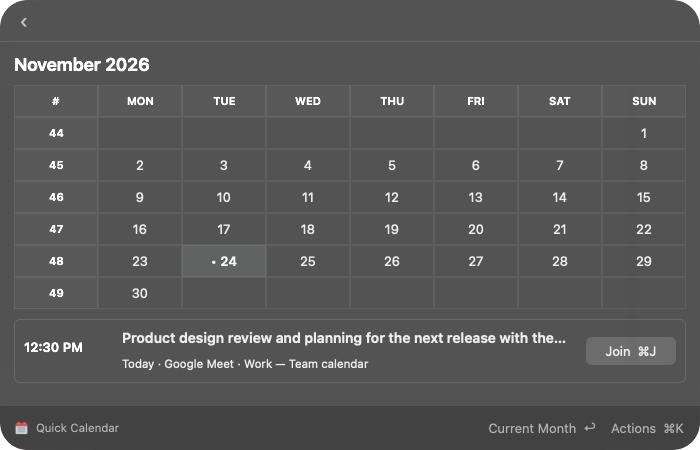 ‹
November 2026
# MON TUE WED THU FRI SAT SUN
44 1
45 2 3 4 5 6 7 8
46 9 10 11 12 13 14 15
47 16 17 18 19 20 21 22
48 23 • 24 25 26 27 28 29
49 30
12:30 PM Product design review and planning for the next release with the... Join ⌘J
Today · Google Meet · Work — Team calendar
Quick Calendar Current Month ↩ Actions ⌘K